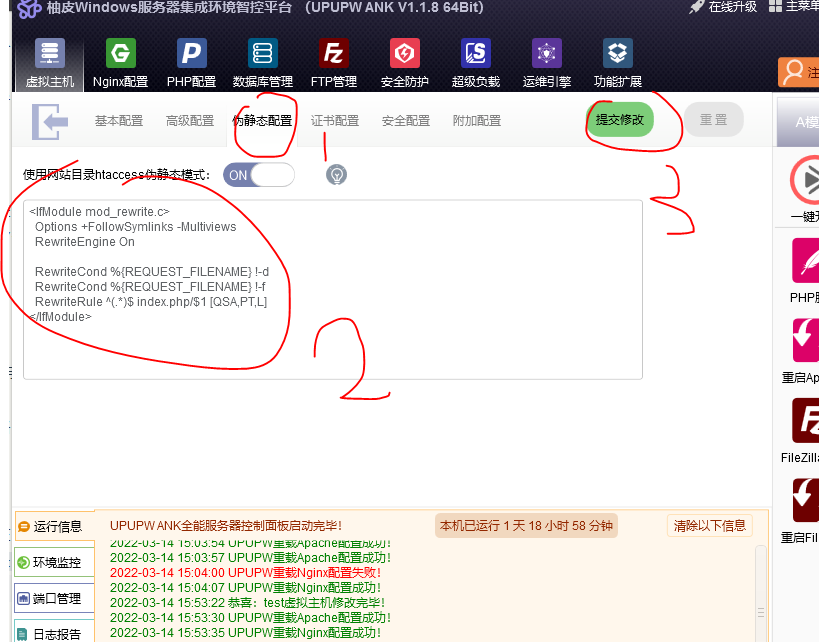 柚皮Windows服务器集成环境智控平台 (UPUPW ANK V1.1.8 64Bit)
在线升级
主菜单
虚拟主机
Nginx配置
PHP配置
数据库管理
FTP管理
安全防护
超级负载
运维引擎
功能扩展
注
基本配置
高级配置
伪静态配置
证书配置
安全配置
附加配置
提交修改
重 置
A模
1
使用网站目录htaccess伪静态模式：
ON
3
一键开
<IfModule mod_rewrite.c>
Options +FollowSymlinks -Multiviews
RewriteEngine On
RewriteCond %{REQUEST_FILENAME} !-d
RewriteCond %{REQUEST_FILENAME} !-f
RewriteRule ^(.*)$ index.php/$1 [QSA,PT,L]
</IfModule>
2
重启Ap
FileZilla
重启Fil
运行信息
环境监控
端口管理
日志报告
UPUPW ANK全能服务器控制面板启动完毕！
本机已运行 1 天 18 小时 58 分钟
清除以下信息
2022-03-14 15:03:54 UPUPW重载Apache配置成功！
2022-03-14 15:03:57 UPUPW重载Apache配置成功！
2022-03-14 15:04:00 UPUPW重载Nginx配置失败！
2022-03-14 15:04:07 UPUPW重载Nginx配置成功！
2022-03-14 15:53:22 恭喜：test虚拟主机修改完毕！
2022-03-14 15:53:30 UPUPW重载Apache配置成功！
2022-03-14 15:53:35 UPUPW重载Nginx配置成功！